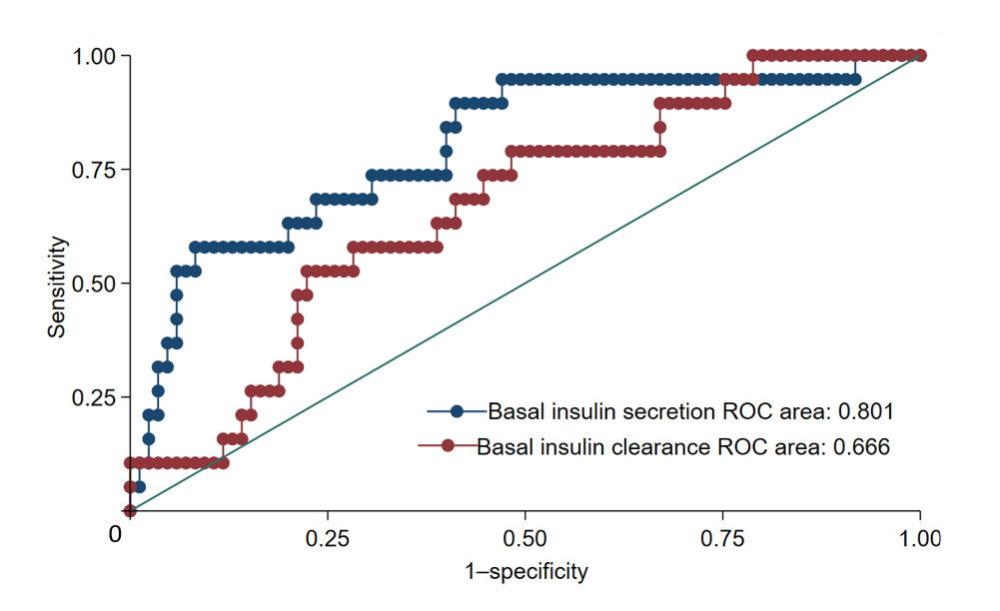 1.00
0.75
0.50
0.25
0
Sensitivity
Basal insulin secretion ROC area: 0.801
Basal insulin clearance ROC area: 0.666
0.25
0.50
0.75
1.00
1–specificity